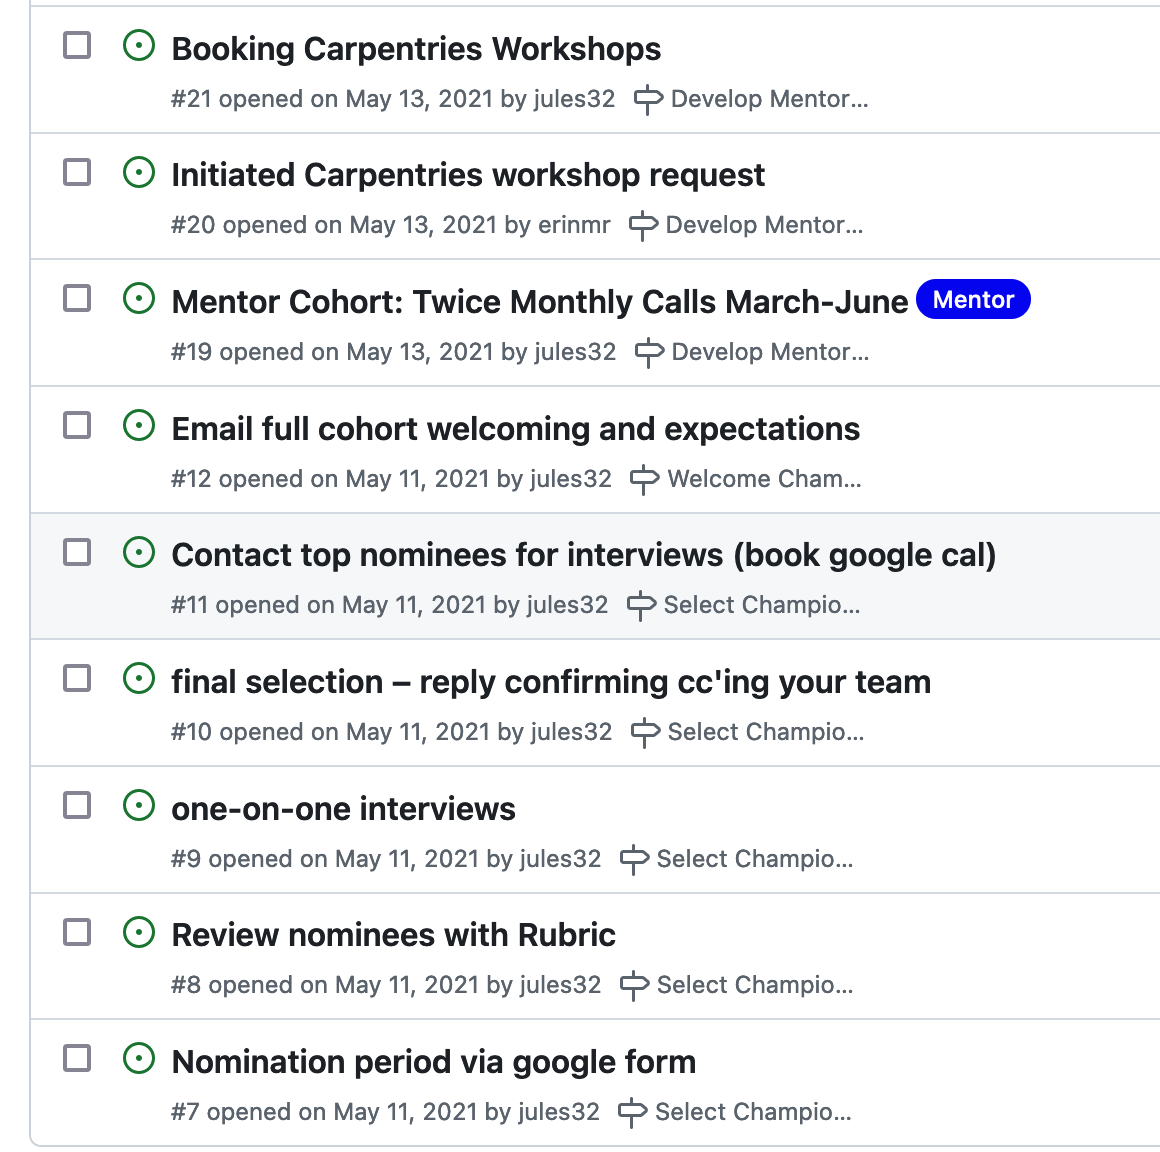 Booking Carpentries Workshops
#21 opened on May 13, 2021 by jules32 Develop Mentor...
Initiated Carpentries workshop request
#20 opened on May 13, 2021 by erinmr Develop Mentor...
Mentor Cohort: Twice Monthly Calls March-June Mentor
#19 opened on May 13, 2021 by jules32 Develop Mentor...
Email full cohort welcoming and expectations
#12 opened on May 11, 2021 by jules32 Welcome Cham...
Contact top nominees for interviews (book google cal)
#11 opened on May 11, 2021 by jules32 Select Champio...
final selection – reply confirming cc'ing your team
#10 opened on May 11, 2021 by jules32 Select Champio...
one-on-one interviews
#9 opened on May 11, 2021 by jules32 Select Champio...
Review nominees with Rubric
#8 opened on May 11, 2021 by jules32 Select Champio...
Nomination period via google form
#7 opened on May 11, 2021 by jules32 Select Champio...